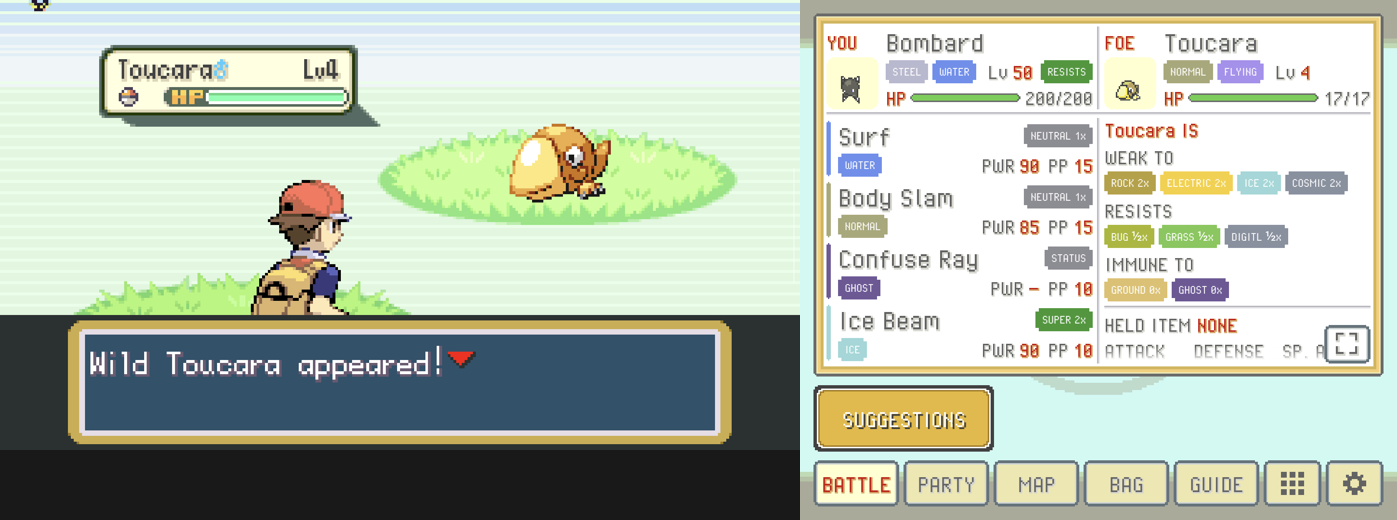 Toucara♂ Lv4
HP
Wild Toucara appeared!
YOU Bombard
STEEL WATER Lv 50 RESISTS
HP 200/200
FOE Toucara
NORMAL FLYING Lv 4
HP 17/17
Surf NEUTRAL 1x
WATER PWR 90 PP 15
Body Slam NEUTRAL 1x
NORMAL PWR 85 PP 15
Confuse Ray STATUS
GHOST PWR – PP 10
Ice Beam SUPER 2x
ICE PWR 90 PP 10
Toucara IS
WEAK TO
ROCK 2x ELECTRIC 2x ICE 2x COSMIC 2x
RESISTS
BUG ½x GRASS ½x DIGITL ½x
IMMUNE TO
GROUND 0x GHOST 0x
HELD ITEM NONE
ATTACK DEFENSE SP. A
SUGGESTIONS
BATTLE PARTY MAP BAG GUIDE